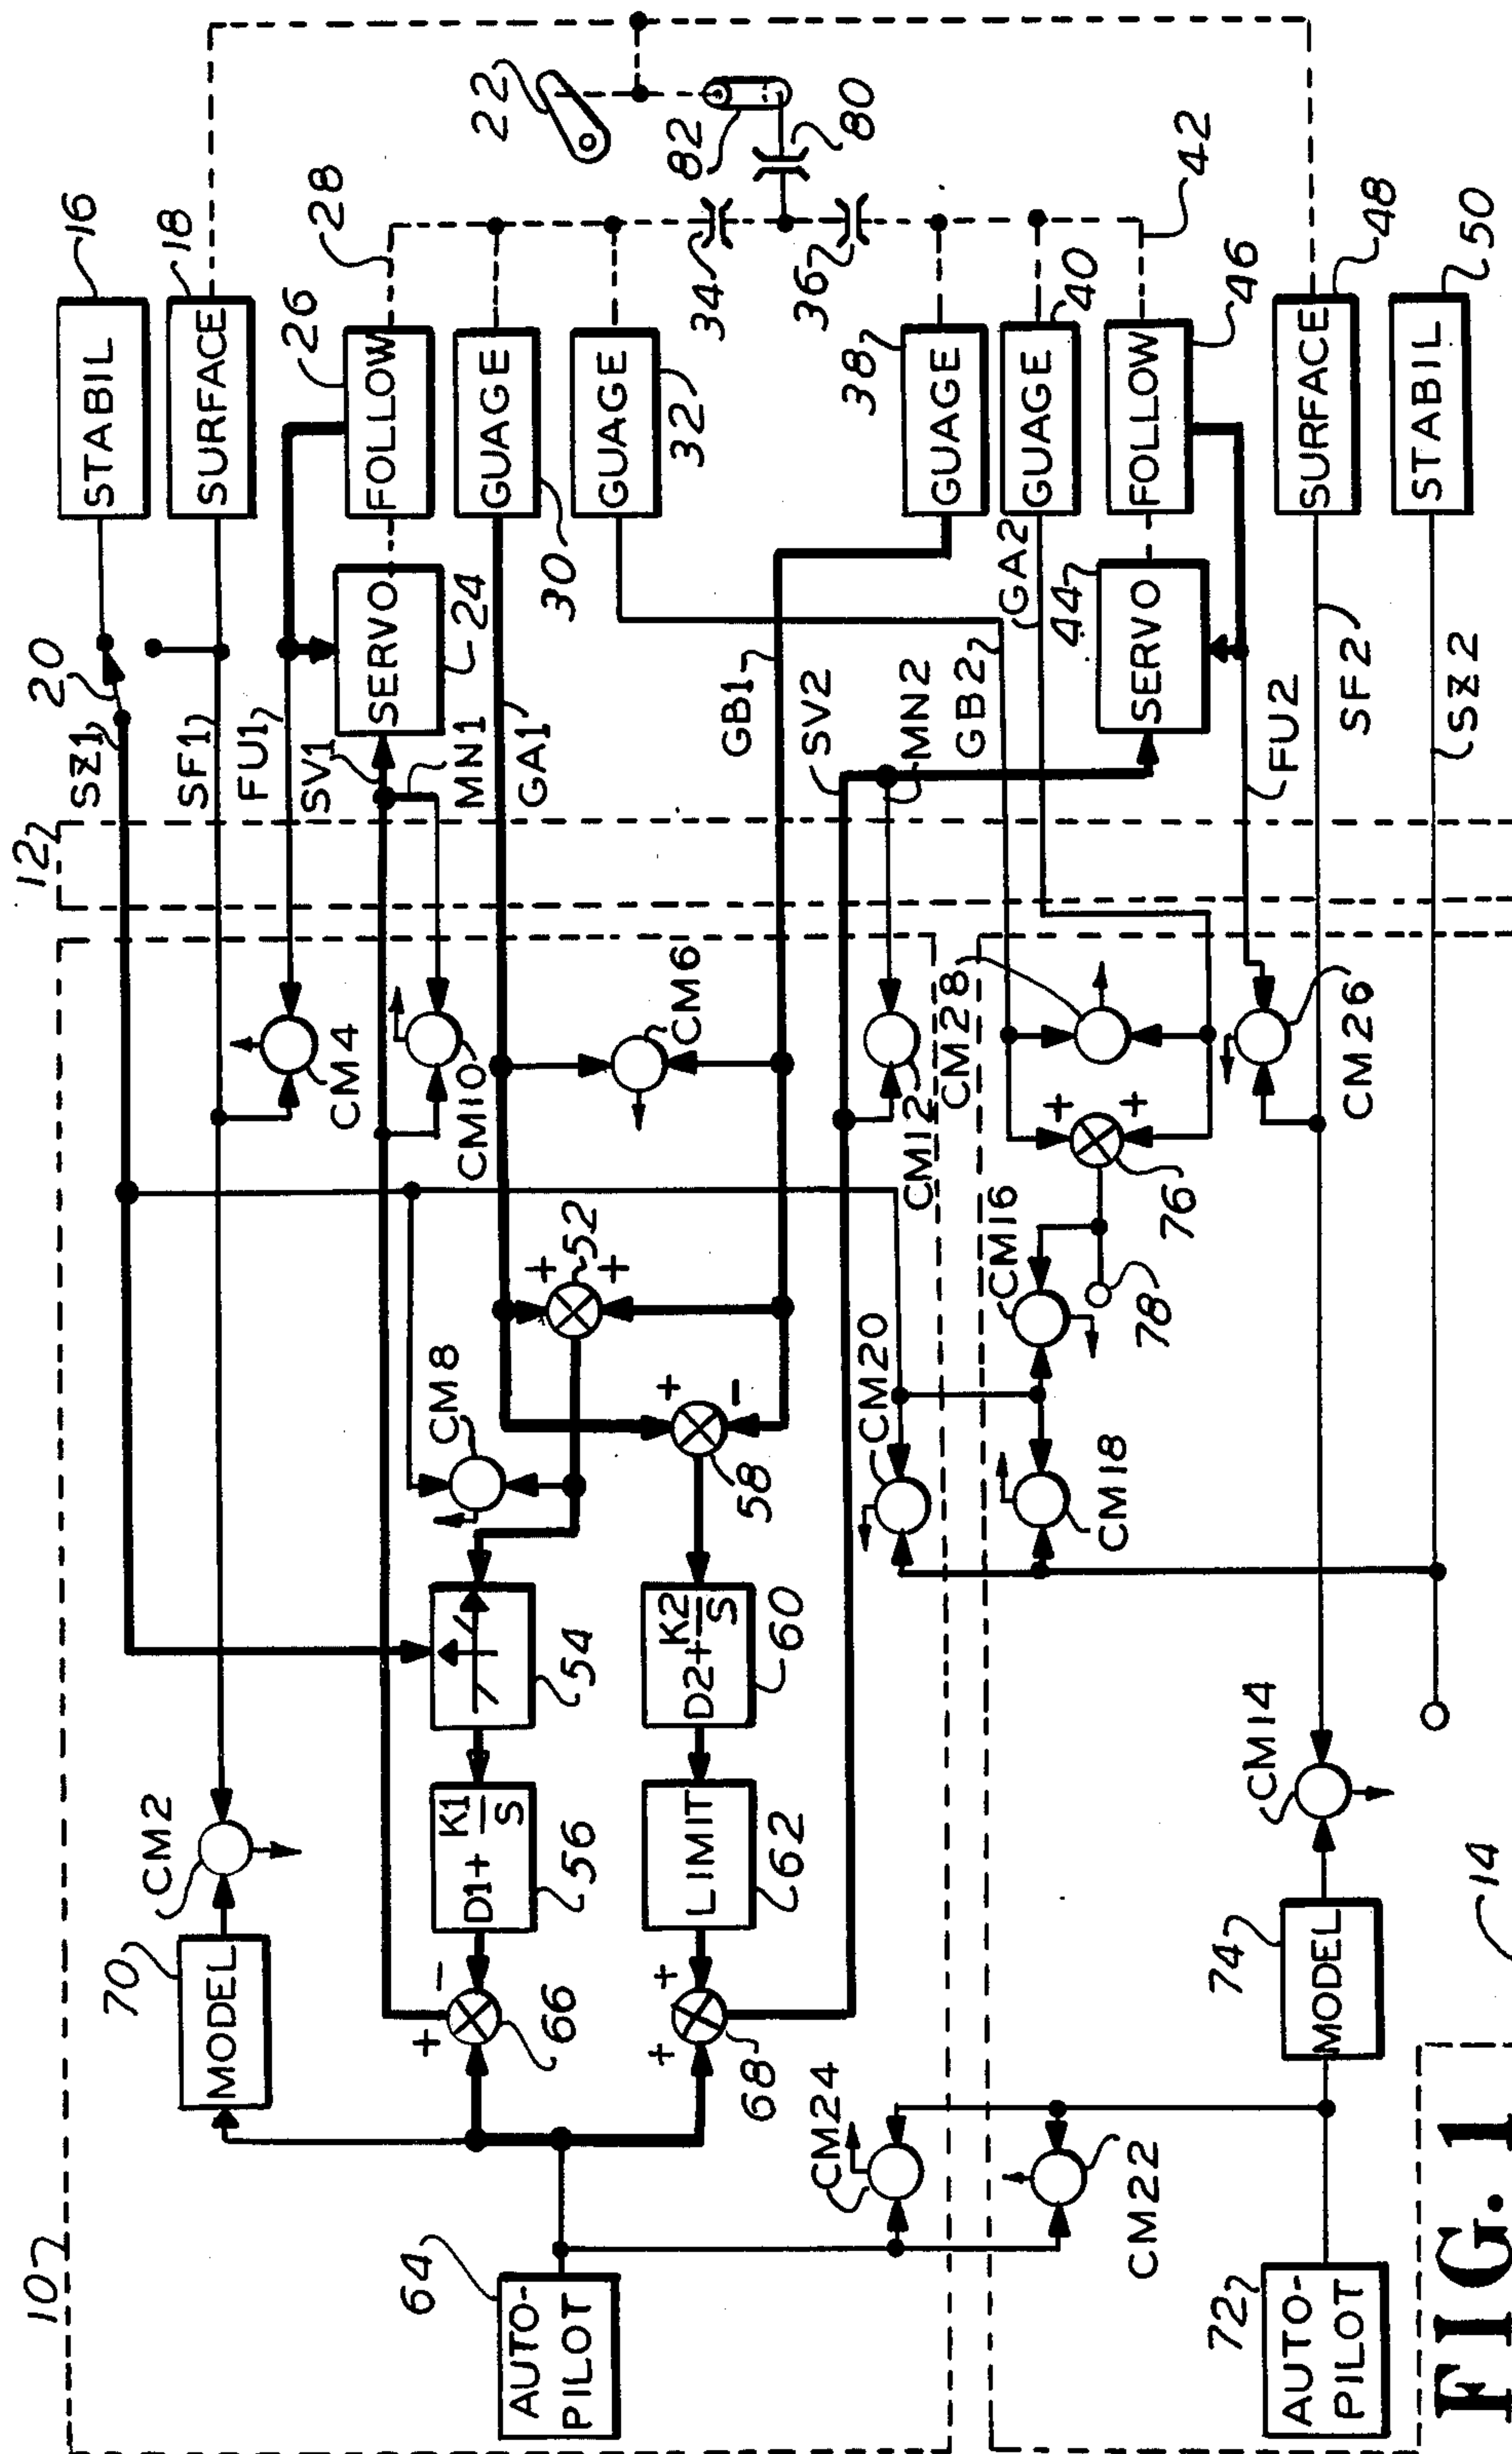 STABIL
16
SURFACE
18
20
SZ1
SF1
FU1
SV1
MN1
GA1
12
FOLLOW
26
28
SERVO
24
GUAGE
30
GUAGE
32
22
82
80
34
36
38
GUAGE
40
GUAGE
42
FOLLOW
46
SERVO
44
SURFACE
48
STABIL
50
GB1
SV2
MN2
GB2
GA2
FU2
SF2
SZ2
CM4
CM10
CM6
CM12
CM28
CM26
+
52
+
+
+
76
CM16
78
CM8
+
-
58
CM20
CM18
54
K2
D2+
S
60
CM2
K1
D1+
S
56
LIMIT
62
CM14
70
MODEL
-
+
66
+
+
68
74
MODEL
14
CM24
CM22
10
64
AUTO-
PILOT
72
AUTO-
PILOT
FIG. 1